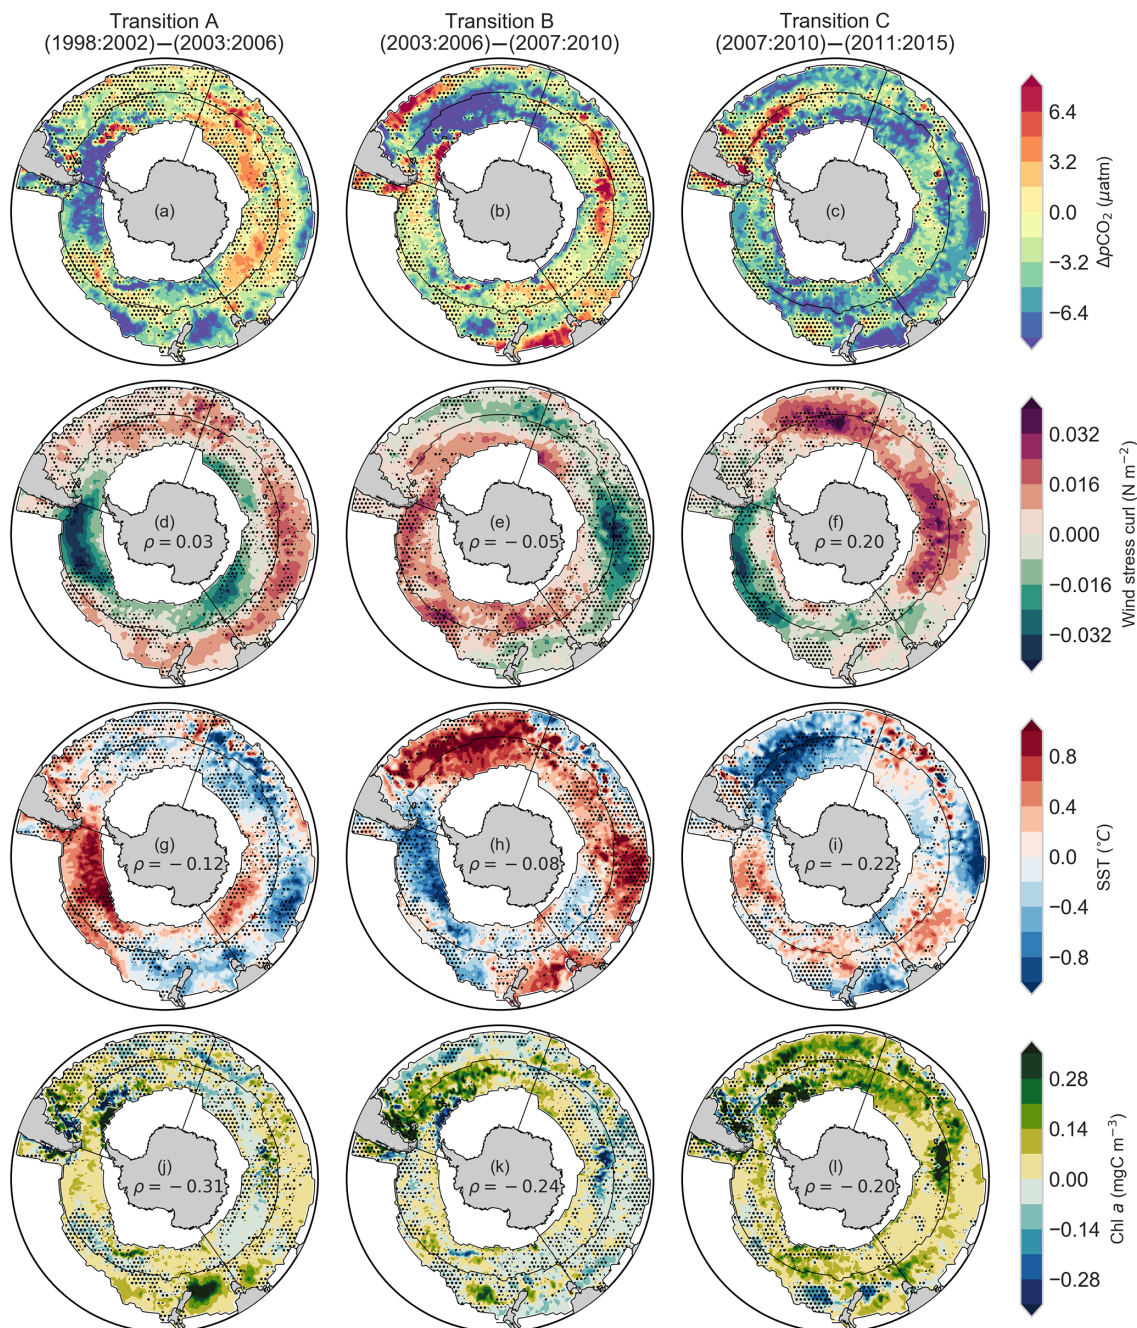 Transition A
(1998:2002)−(2003:2006)
Transition B
(2003:2006)−(2007:2010)
Transition C
(2007:2010)−(2011:2015)
(a)
(b)
(c)
6.4
3.2
0.0
−3.2
−6.4
ΔpCO₂ (μatm)
(d)
ρ = 0.03
(e)
ρ = −0.05
(f)
ρ = 0.20
0.032
0.016
0.000
−0.016
−0.032
Wind stress curl (N m⁻²)
(g)
ρ = −0.12
(h)
ρ = −0.08
(i)
ρ = −0.22
0.8
0.4
0.0
−0.4
−0.8
SST (°C)
(j)
ρ = −0.31
(k)
ρ = −0.24
(l)
ρ = −0.20
0.28
0.14
0.00
−0.14
−0.28
Chl a (mgC m⁻³)